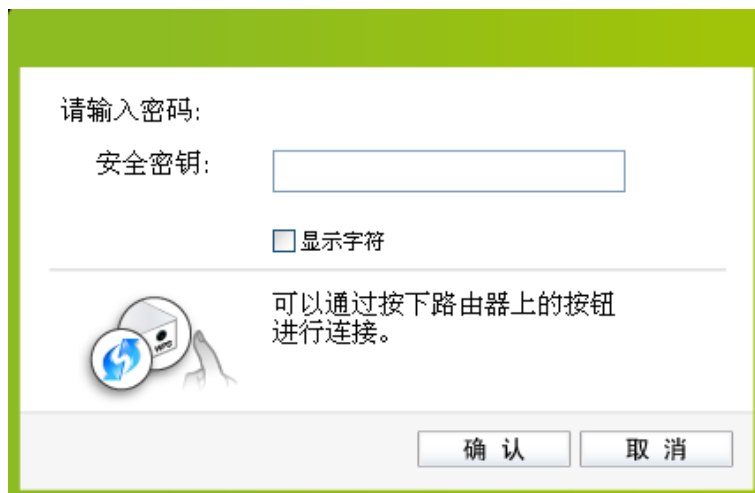 请输入密码:
安全密钥:
显示字符
可以通过按下路由器上的按钮
进行连接。
WPS
确 认
取 消